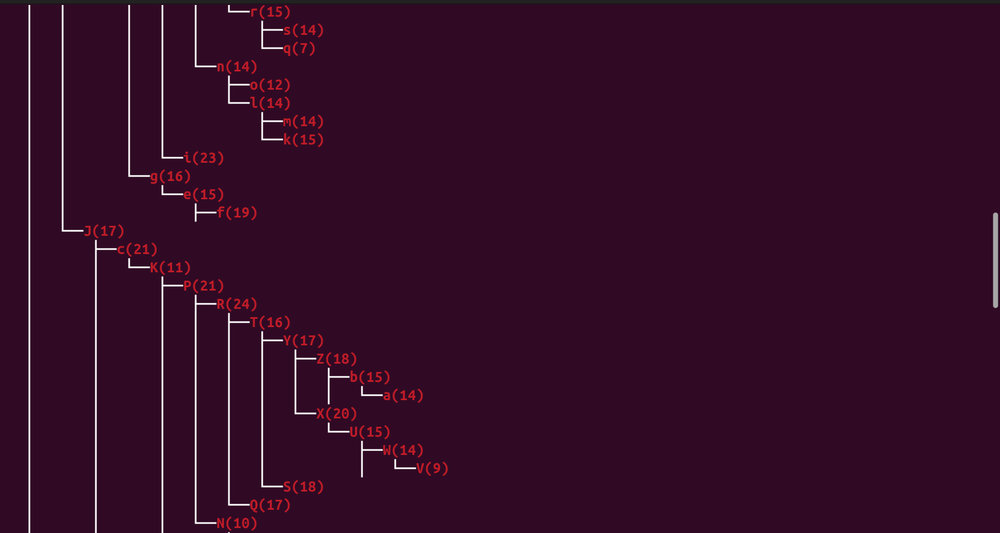 r(15)
s(14)
q(7)
n(14)
o(12)
l(14)
m(14)
k(15)
i(23)
g(16)
e(15)
f(19)
J(17)
c(21)
K(11)
P(21)
R(24)
T(16)
Y(17)
Z(18)
b(15)
a(14)
X(20)
U(15)
W(14)
V(9)
S(18)
Q(17)
N(10)